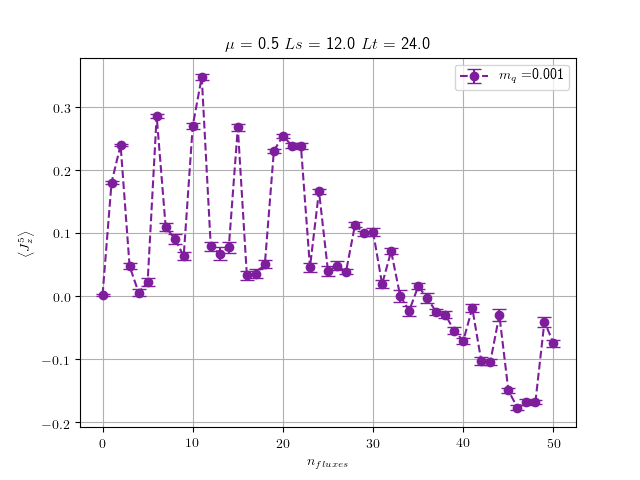 μ = 0.5 Ls = 12.0 Lt = 24.0
m_q =0.001
⟨J_z^5⟩
0.3
0.2
0.1
0.0
−0.1
−0.2
0 10 20 30 40 50
n_fluxes